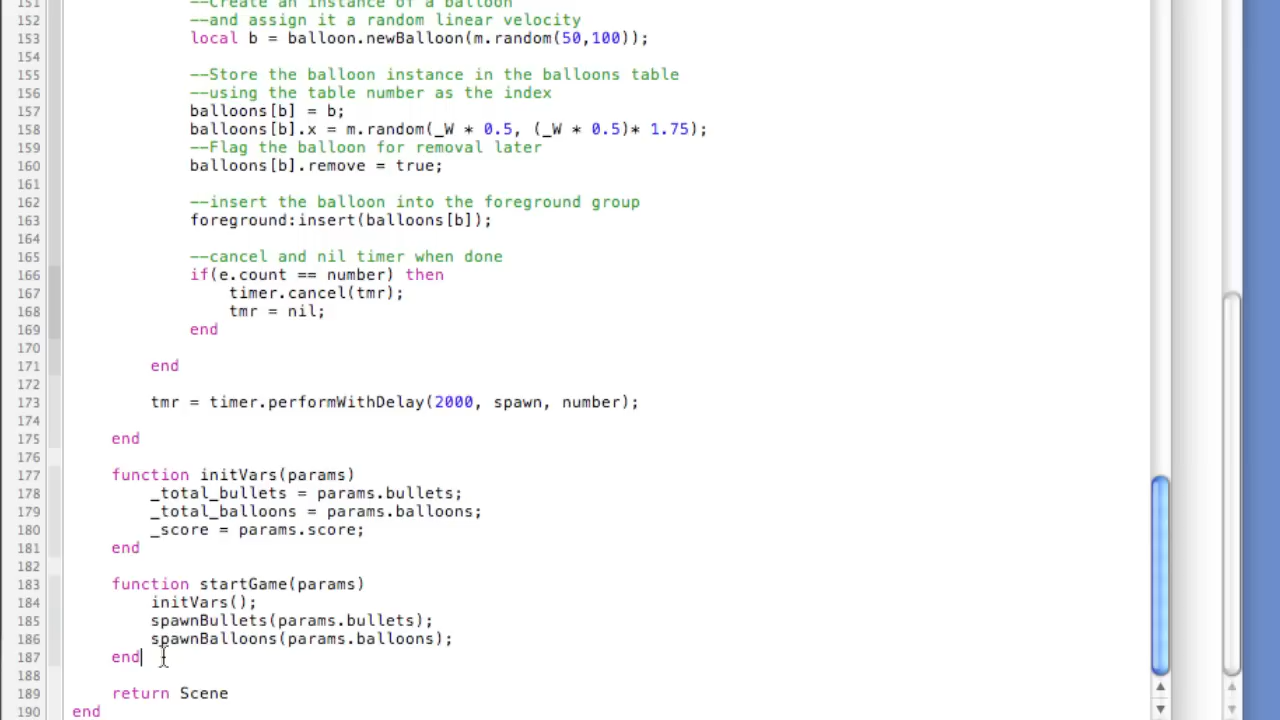 151 --Create an instance of a balloon
152 --and assign it a random linear velocity
153 local b = balloon.newBalloon(m.random(50,100));
154
155 --Store the balloon instance in the balloons table
156 --using the table number as the index
157 balloons[b] = b;
158 balloons[b].x = m.random(_W * 0.5, (_W * 0.5)* 1.75);
159 --Flag the balloon for removal later
160 balloons[b].remove = true;
161
162 --insert the balloon into the foreground group
163 foreground:insert(balloons[b]);
164
165 --cancel and nil timer when done
166 if(e.count == number) then
167 timer.cancel(tmr);
168 tmr = nil;
169 end
170
171 end
172
173 tmr = timer.performWithDelay(2000, spawn, number);
174
175 end
176
177 function initVars(params)
178 _total_bullets = params.bullets;
179 _total_balloons = params.balloons;
180 _score = params.score;
181 end
182
183 function startGame(params)
184 initVars();
185 spawnBullets(params.bullets);
186 spawnBalloons(params.balloons);
187 end
188
189 return Scene
190 end